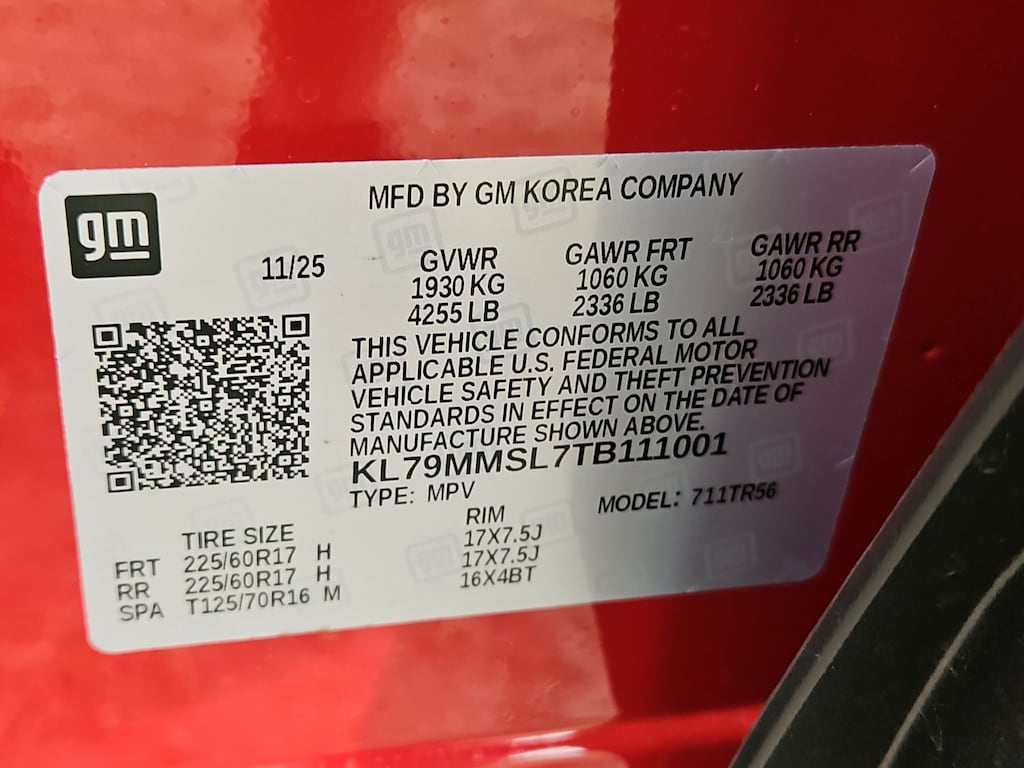 gm
MFD BY GM KOREA COMPANY
11/25
GVWR GAWR FRT GAWR RR
1930 KG 1060 KG 1060 KG
4255 LB 2336 LB 2336 LB
THIS VEHICLE CONFORMS TO ALL
APPLICABLE U.S. FEDERAL MOTOR
VEHICLE SAFETY AND THEFT PREVENTION
STANDARDS IN EFFECT ON THE DATE OF
MANUFACTURE SHOWN ABOVE.
KL79MMSL7TB111001
TYPE: MPV MODEL: 711TR56
TIRE SIZE RIM
FRT 225/60R17 H 17X7.5J
RR 225/60R17 H 17X7.5J
SPA T125/70R16 M 16X4BT